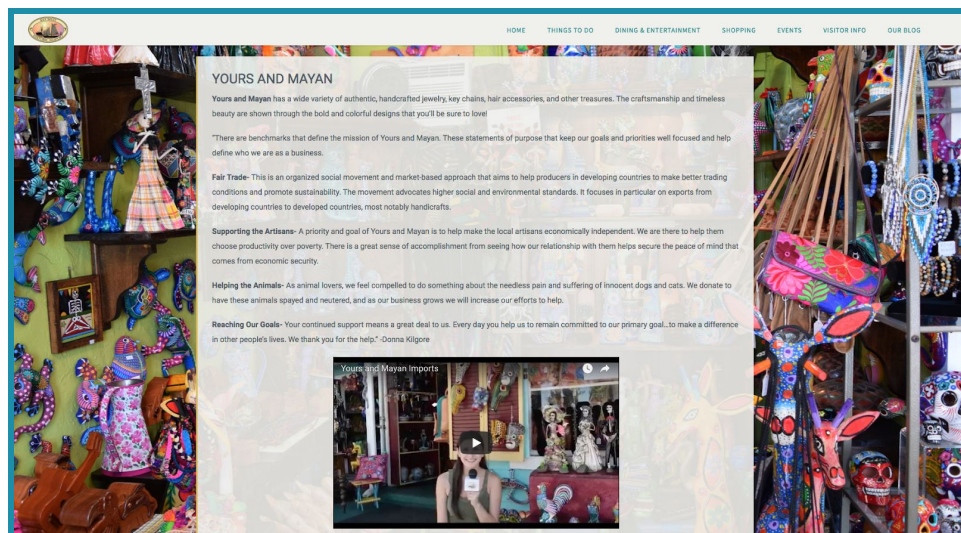 HOME THINGS TO DO DINING & ENTERTAINMENT SHOPPING EVENTS VISITOR INFO OUR BLOG
YOURS AND MAYAN
Yours and Mayan has a wide variety of authentic, handcrafted jewelry, key chains, hair accessories, and other treasures. The craftsmanship and timeless
beauty are shown through the bold and colorful designs that you'll be sure to love!
"There are benchmarks that define the mission of Yours and Mayan. These statements of purpose that keep our goals and priorities well focused and help
define who we are as a business.
Fair Trade- This is an organized social movement and market-based approach that aims to help producers in developing countries to make better trading
conditions and promote sustainability. The movement advocates higher social and environmental standards. It focuses in particular on exports from
developing countries to developed countries, most notably handicrafts.
Supporting the Artisans- A priority and goal of Yours and Mayan is to help make the local artisans economically independent. We are there to help them
choose productivity over poverty. There is a great sense of accomplishment from seeing how our relationship with them helps secure the peace of mind that
comes from economic security.
Helping the Animals- As animal lovers, we feel compelled to do something about the needless pain and suffering of innocent dogs and cats. We donate to
have these animals spayed and neutered, and as our business grows we will increase our efforts to help.
Reaching Our Goals- Your continued support means a great deal to us. Every day you help us to remain committed to our primary goal...to make a difference
in other people's lives. We thank you for the help." -Donna Kilgore
Yours and Mayan Imports